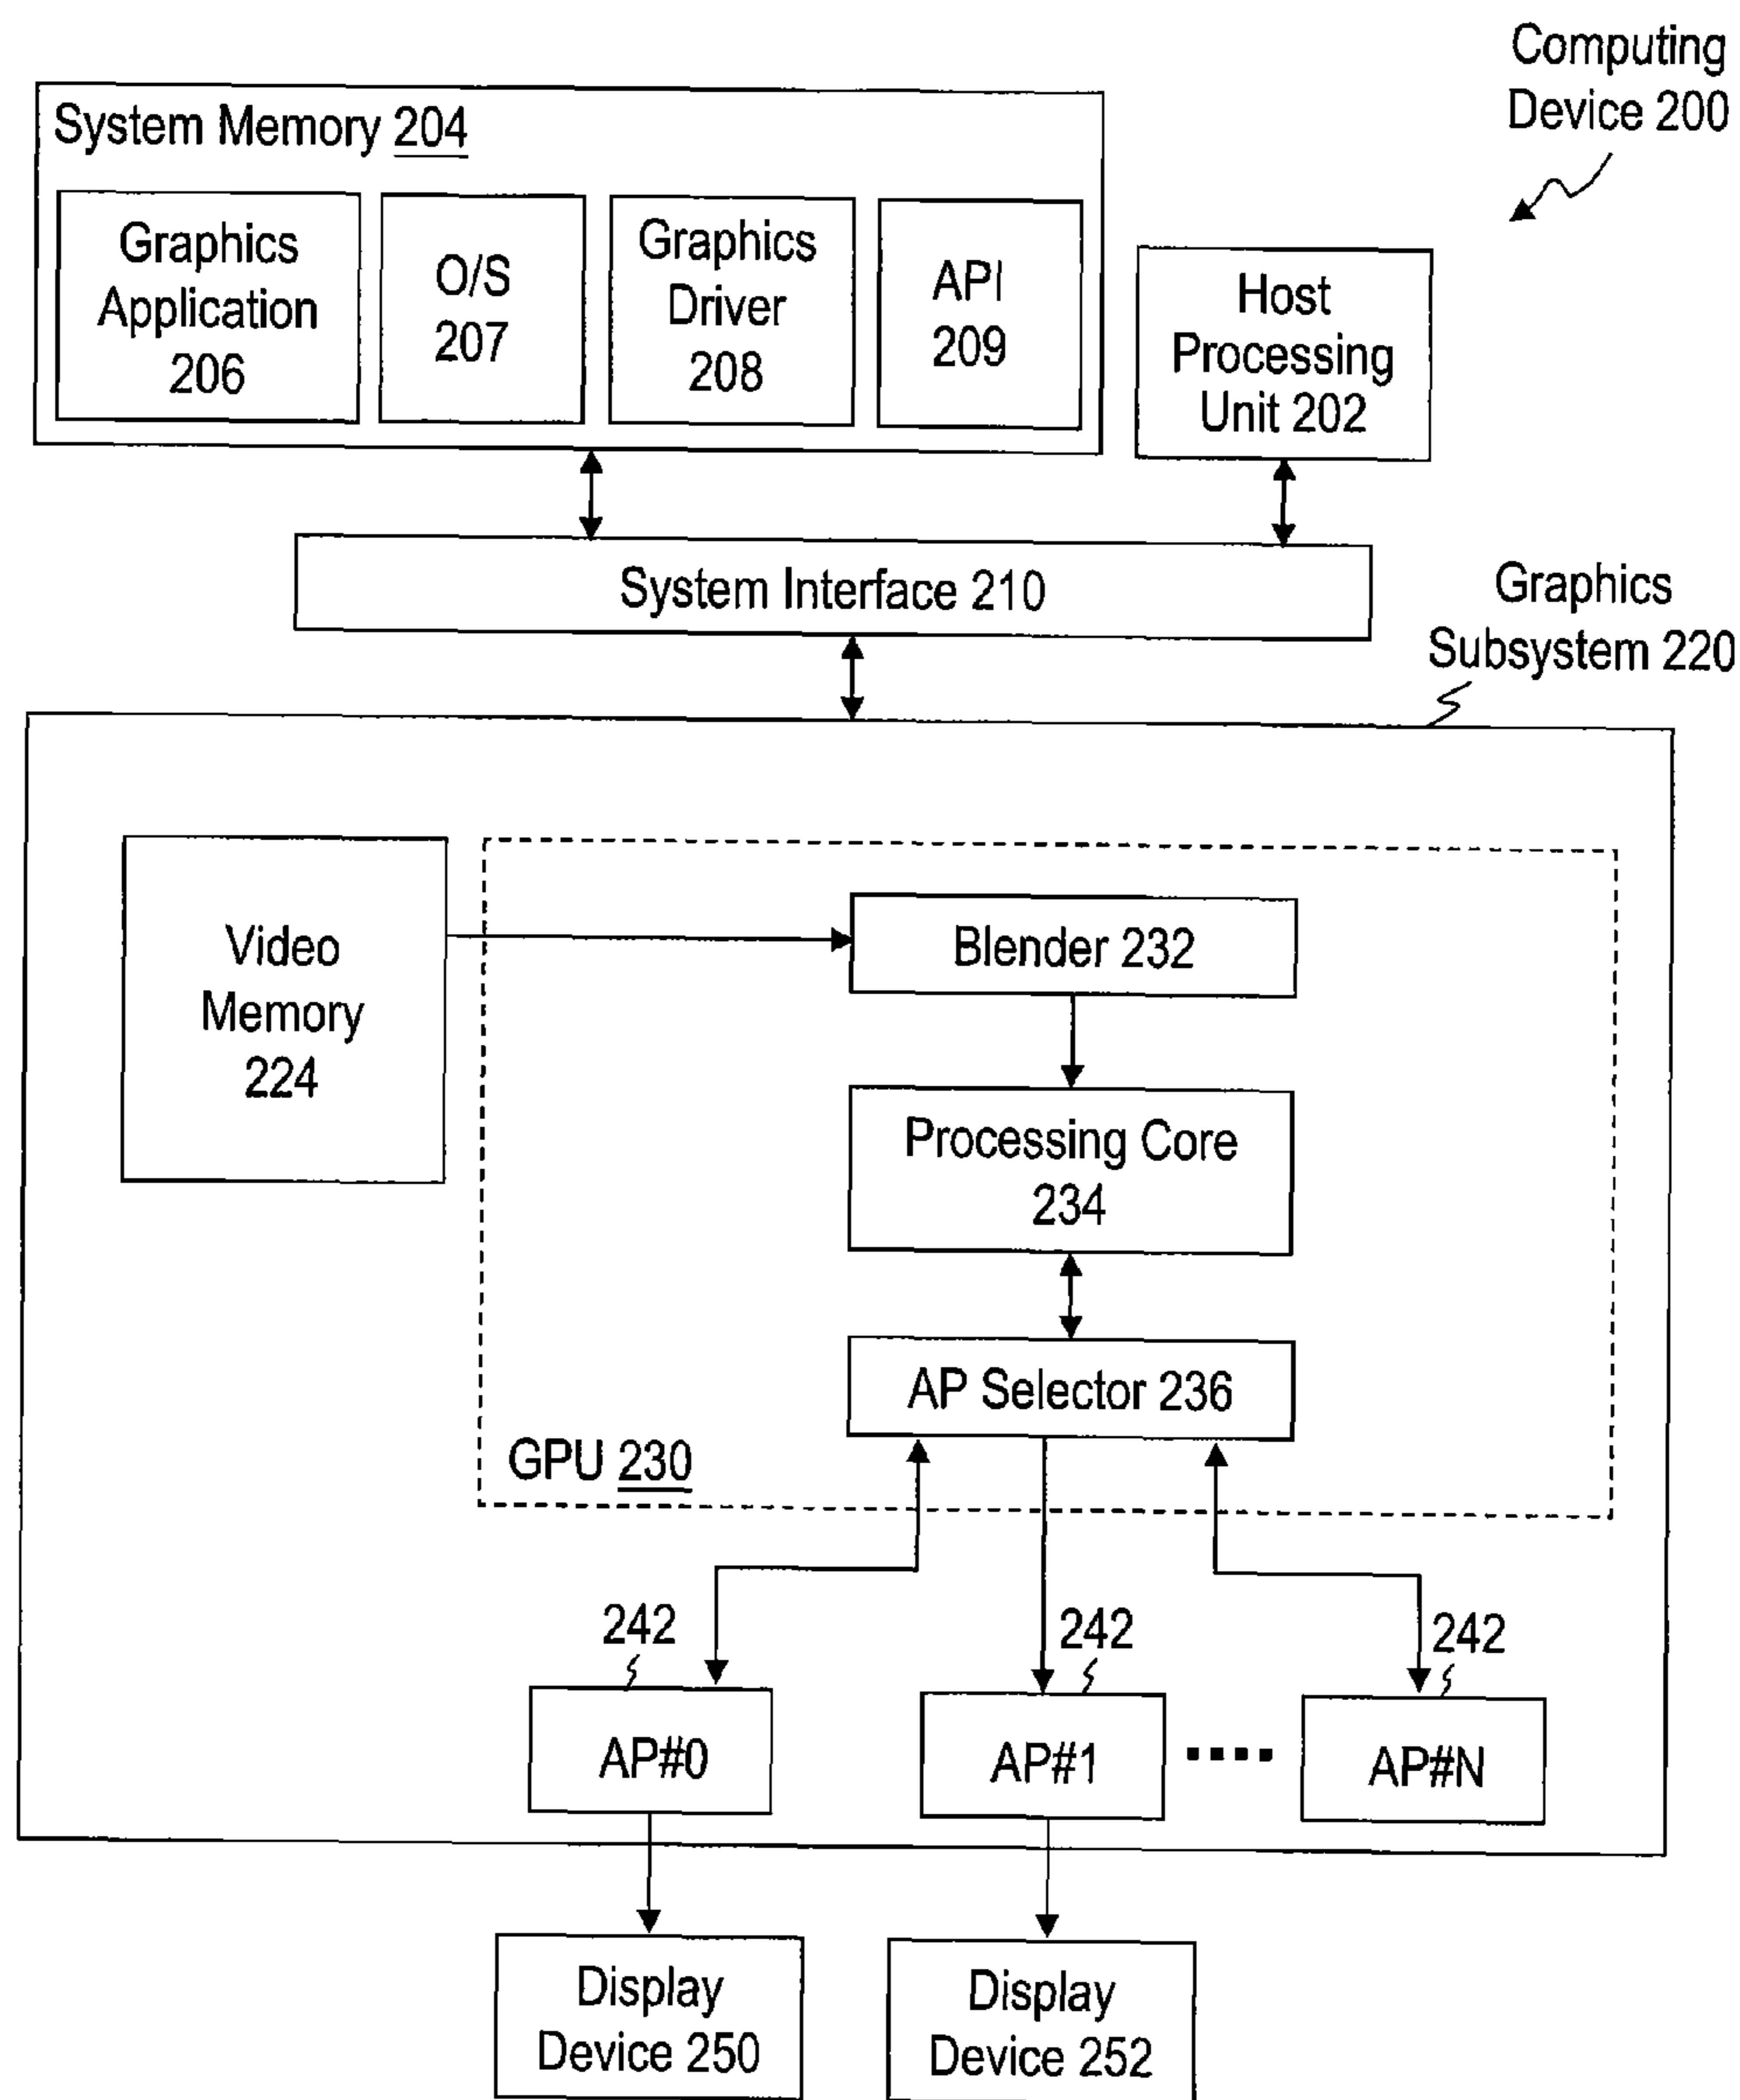 Computing
Device 200
System Memory 204
Graphics
Application
206
O/S
207
Graphics
Driver
208
API
209
Host
Processing
Unit 202
System Interface 210
Graphics
Subsystem 220
Video
Memory
224
Blender 232
Processing Core
234
AP Selector 236
GPU 230
242
242
242
AP#0
AP#1
AP#N
Display
Device 250
Display
Device 252